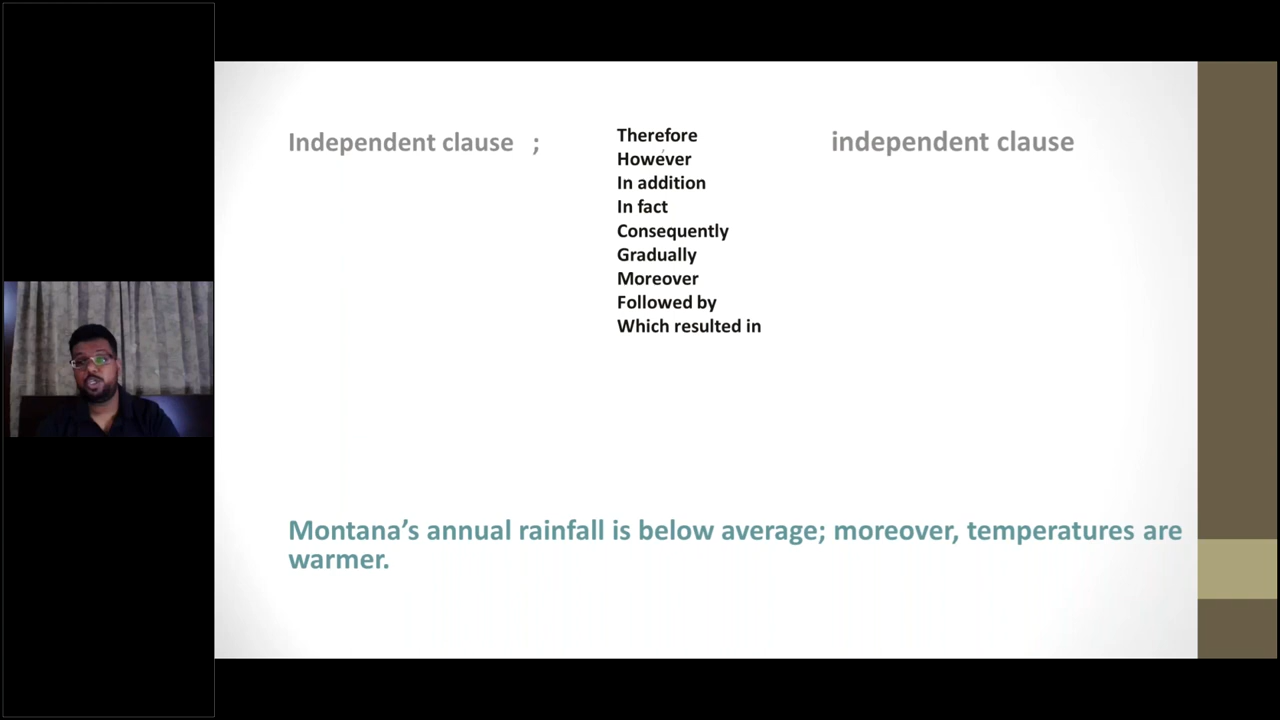 Independent clause ;
Therefore
However
In addition
In fact
Consequently
Gradually
Moreover
Followed by
Which resulted in
independent clause
Montana’s annual rainfall is below average; moreover, temperatures are
warmer.